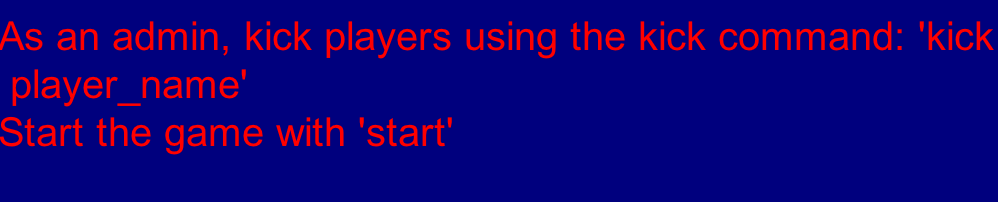 As an admin, kick players using the kick command: 'kick
player_name'
Start the game with 'start'